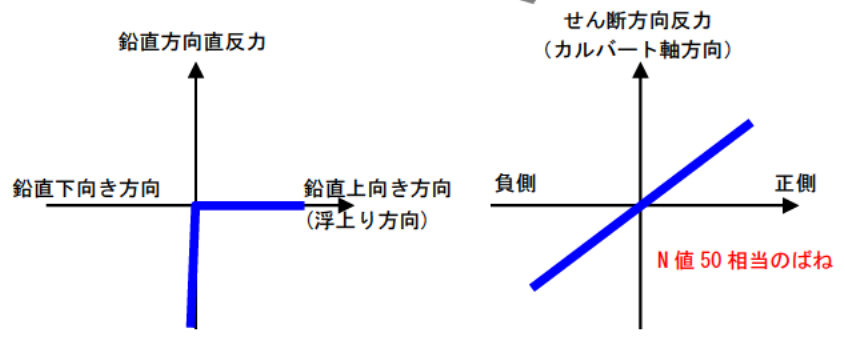 鉛直方向直反力
鉛直下向き方向
鉛直上向き方向
(浮上り方向)
せん断方向反力
(カルバート軸方向)
負側
正側
N 値 50 相当のばね